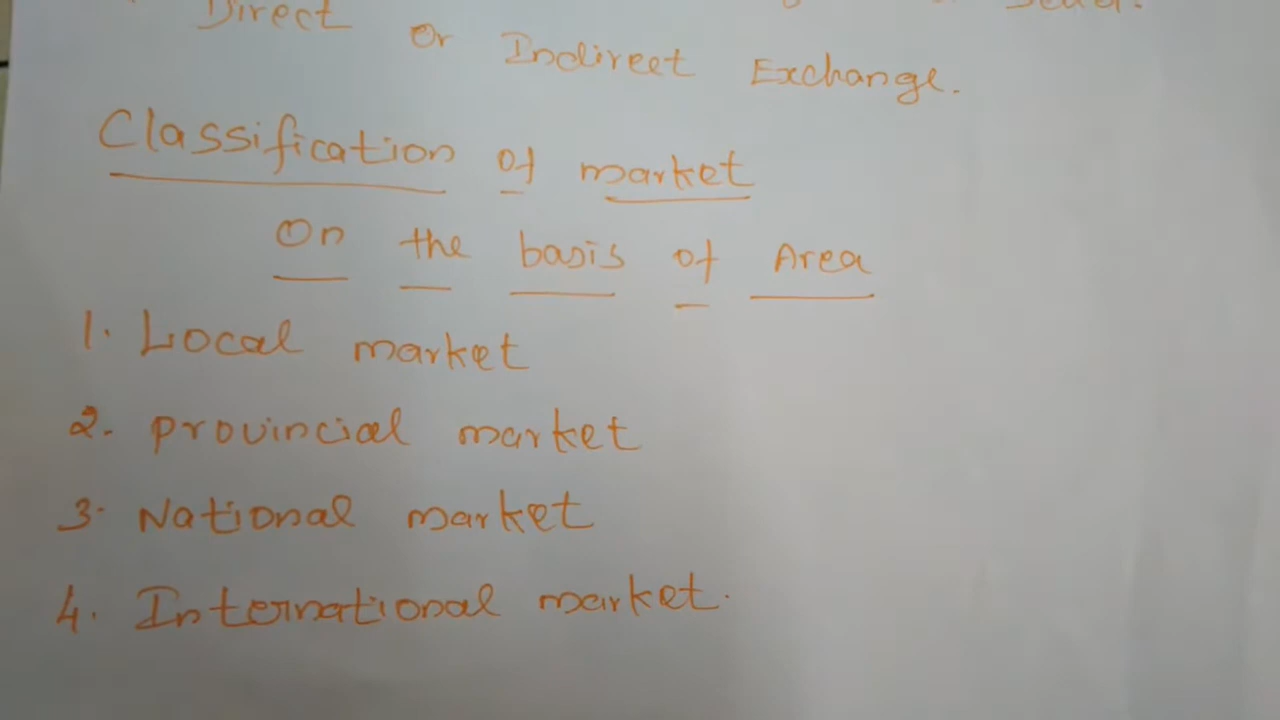 Direct or Indireet Exchange.
Classification of market
On the basis of Area
1. Local market
2. Provincial market
3. National market
4. International market.